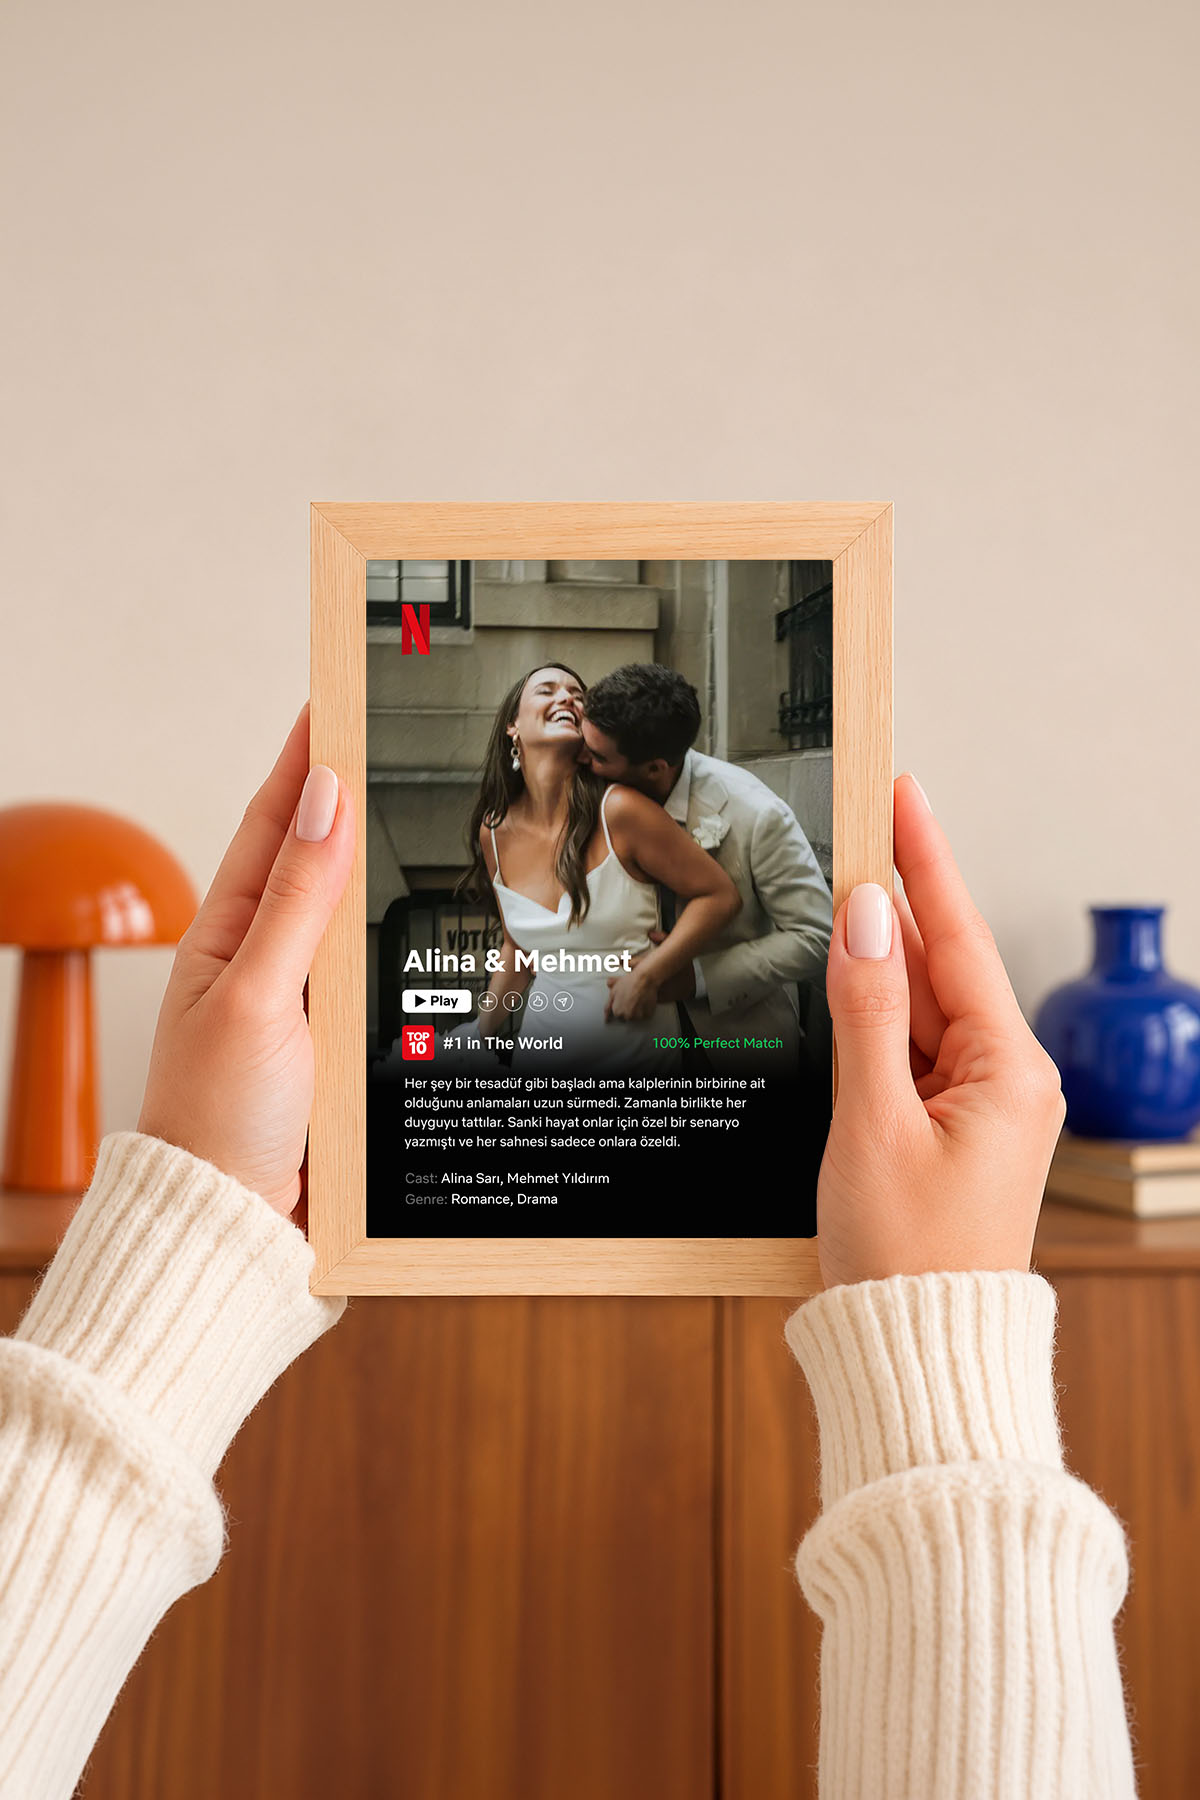 N
VOTE
Alina & Mehmet
Play
TOP
10
#1 in The World
100% Perfect Match
Her şey bir tesadüf gibi başladı ama kalplerinin birbirine ait
olduğunu anlamaları uzun sürmedi. Zamanla birlikte her
duyguyu tattılar. Sanki hayat onlar için özel bir senaryo
yazmıştı ve her sahnesi sadece onlara özeldi.
Cast: Alina Sarı, Mehmet Yıldırım
Genre: Romance, Drama